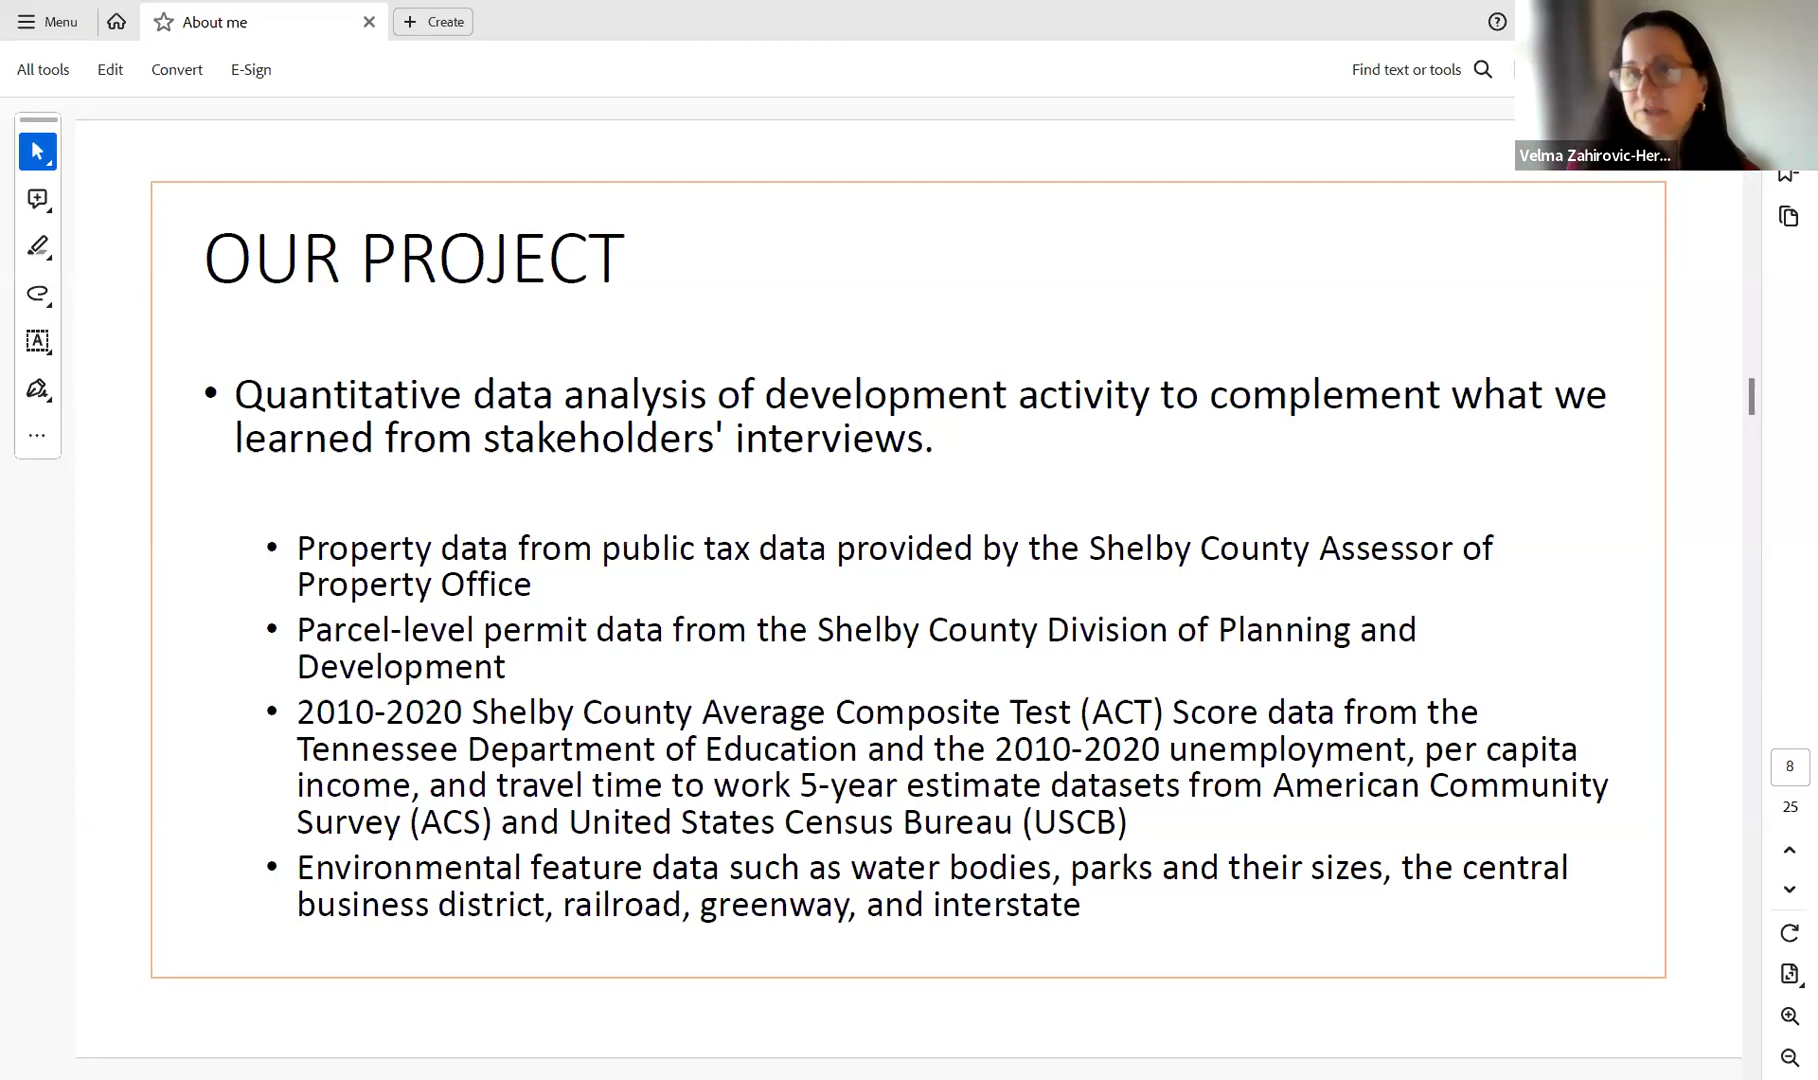 Menu
About me
Create
All tools
Edit
Convert
E-Sign
Find text or tools
Velma Zahirovic-Her...
OUR PROJECT
• Quantitative data analysis of development activity to complement what we
learned from stakeholders' interviews.
• Property data from public tax data provided by the Shelby County Assessor of
Property Office
• Parcel-level permit data from the Shelby County Division of Planning and
Development
• 2010-2020 Shelby County Average Composite Test (ACT) Score data from the
Tennessee Department of Education and the 2010-2020 unemployment, per capita
income, and travel time to work 5-year estimate datasets from American Community
Survey (ACS) and United States Census Bureau (USCB)
• Environmental feature data such as water bodies, parks and their sizes, the central
business district, railroad, greenway, and interstate
8
25